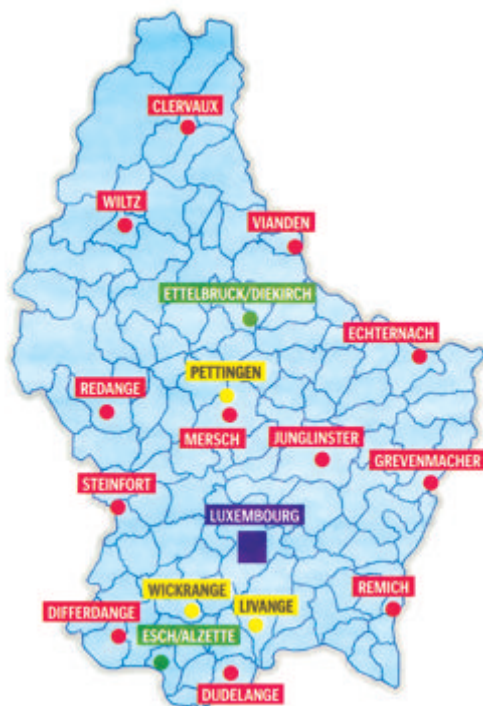 CLERVAUX
WILTZ
VIANDEN
ETTELBRUCK/DIEKIRCH
ECHTERNACH
PETTINGEN
REDANGE
MERSCH
JUNGLINSTER
GREVENMACHER
STEINFORT
LUXEMBOURG
WICKRANGE
REMICH
LIVANGE
DIFFERDANGE
ESCH/ALZETTE
DUDELANGE